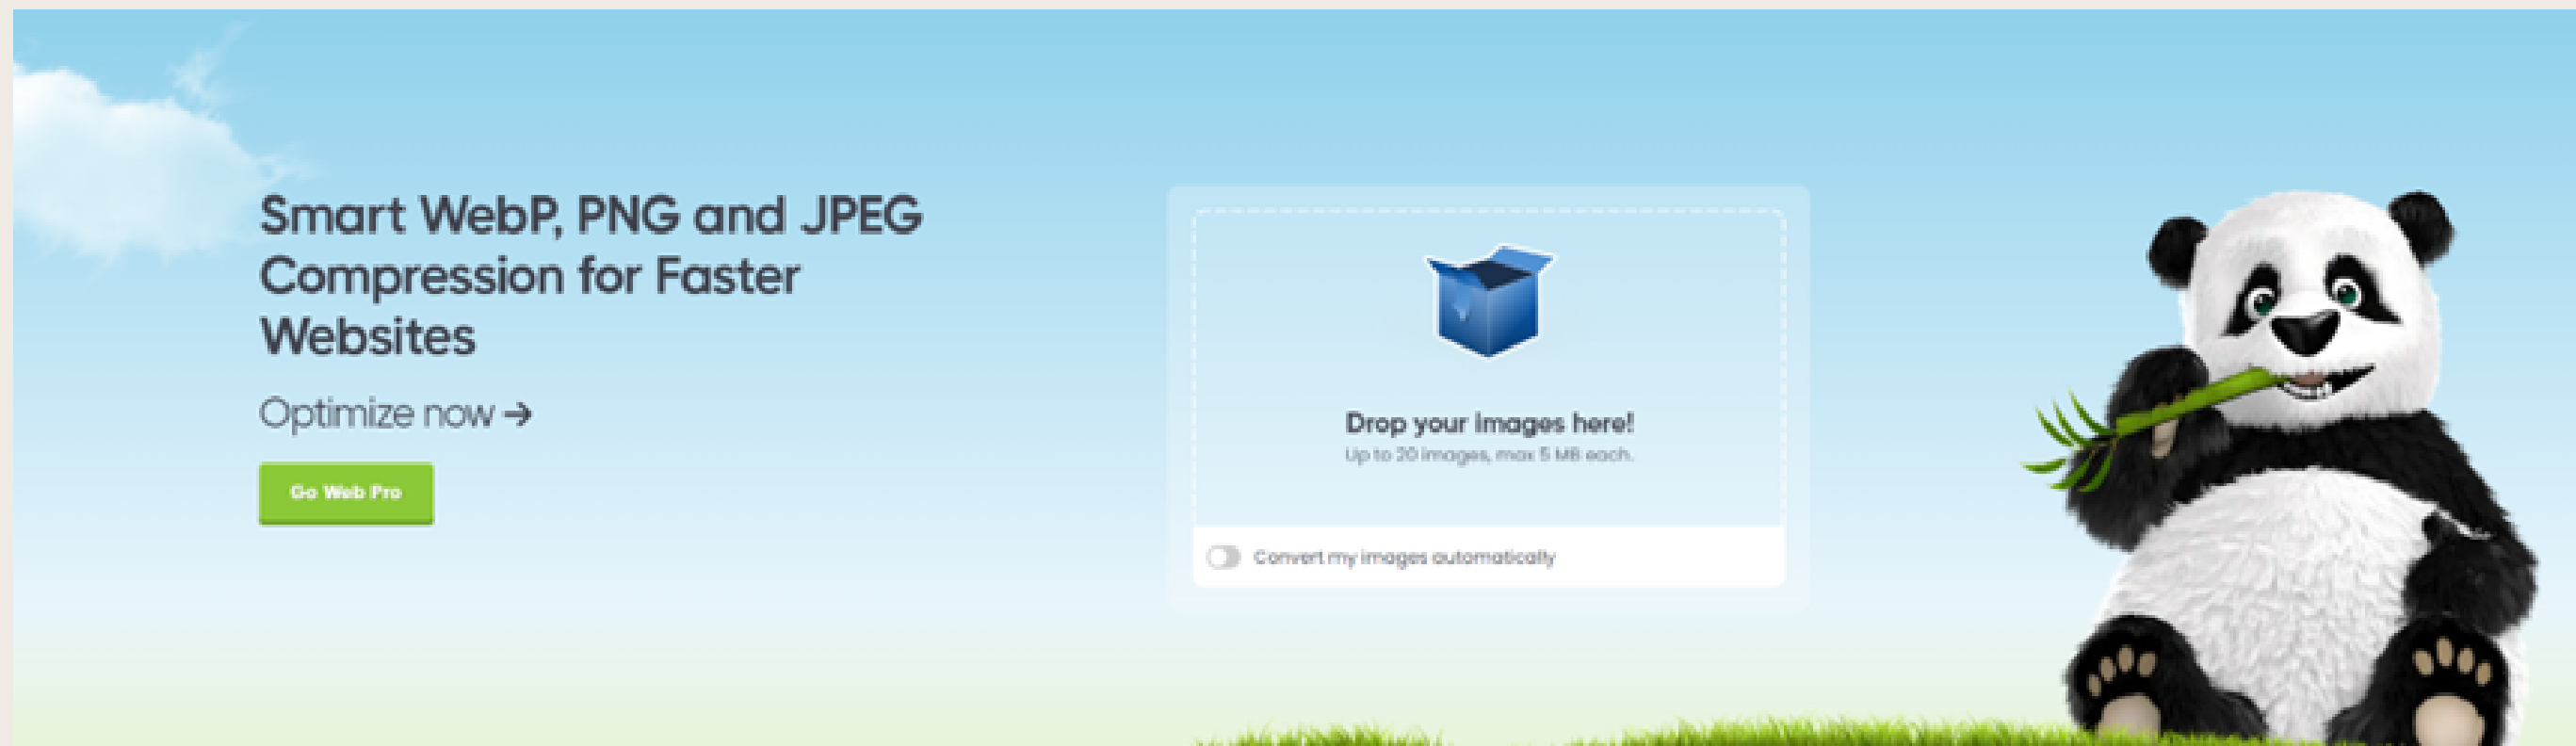 Smart WebP, PNG and JPEG
Compression for Faster
Websites
Optimize now →
Go Web Pro
Drop your images here!
Up to 20 images, max 5 MB each.
Convert my images automatically